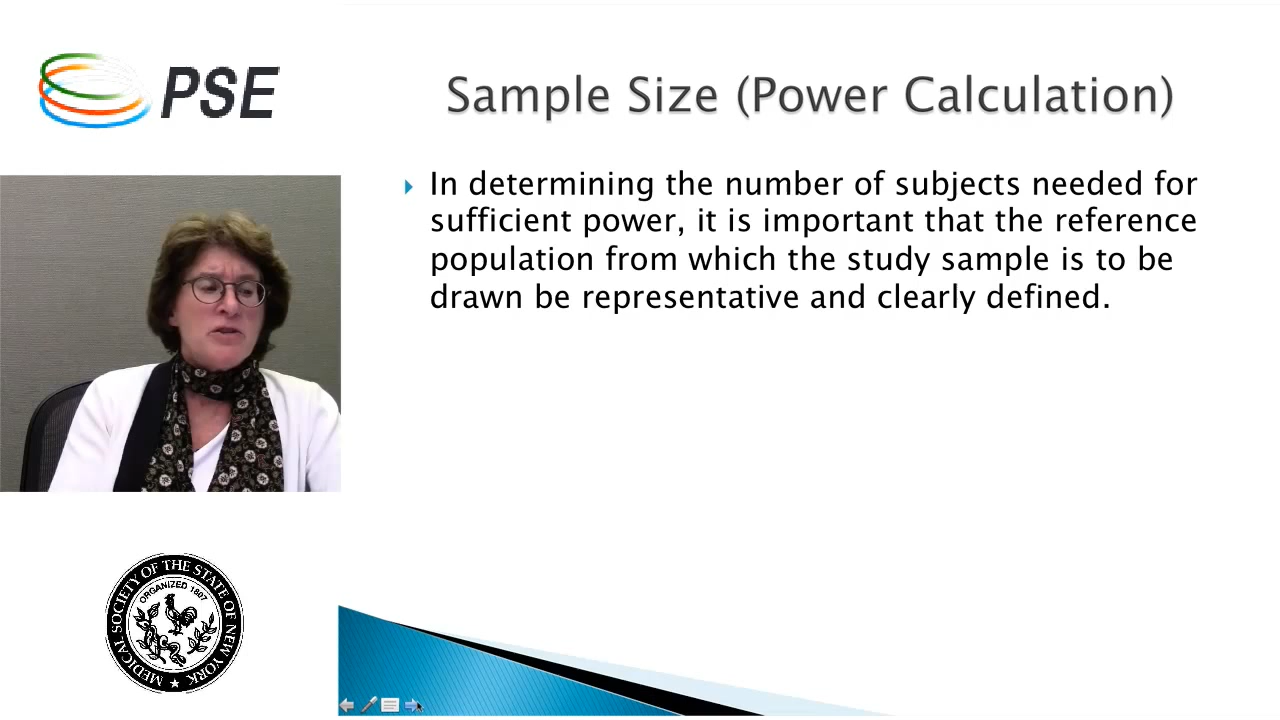 PSE
Sample Size (Power Calculation)
In determining the number of subjects needed for
sufficient power, it is important that the reference
population from which the study sample is to be
drawn be representative and clearly defined.
MEDICAL SOCIETY OF THE STATE OF NEW YORK
ORGANIZED 1807